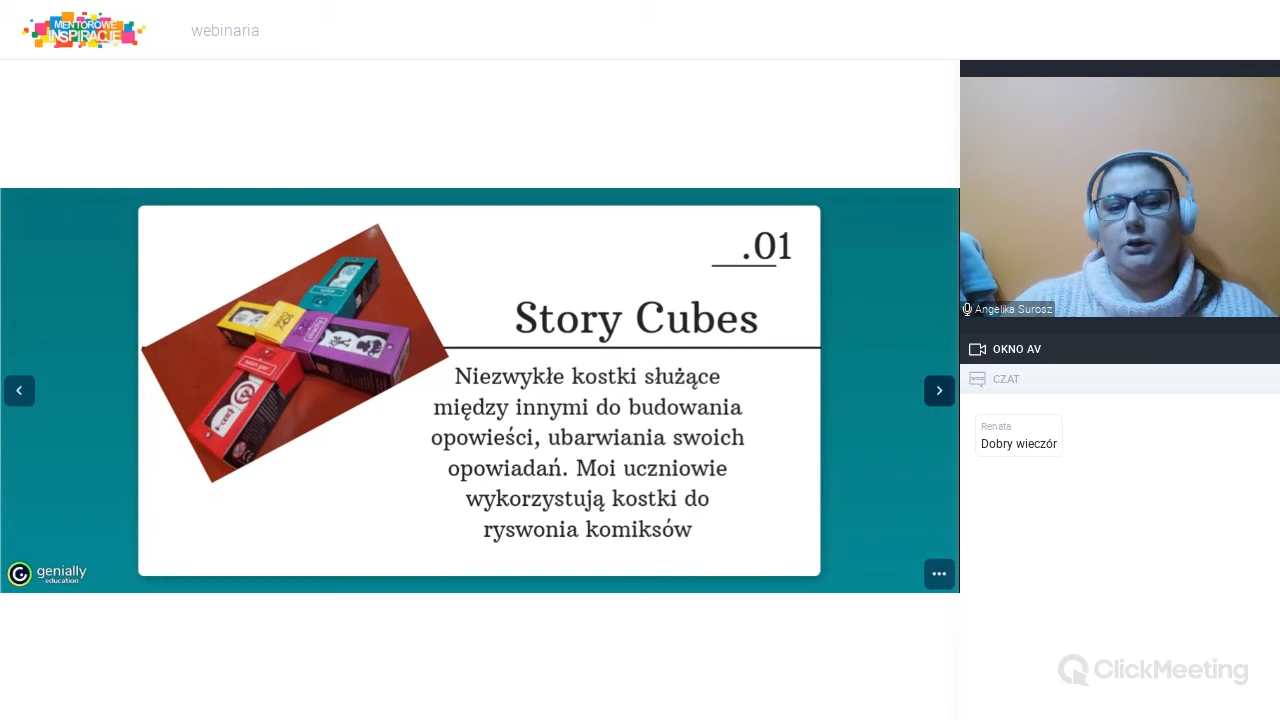 MENTOROWE
INSPIRACJE
webinaria
.01
Story Cubes
Niezwykłe kostki służące
między innymi do budowania
opowieści, ubarwiania swoich
opowiadań. Moi uczniowie
wykorzystują kostki do
ryswonia komiksów
genially
education
Angelika Surosz
OKNO AV
CZAT
Renata
Dobry wieczór
ClickMeeting